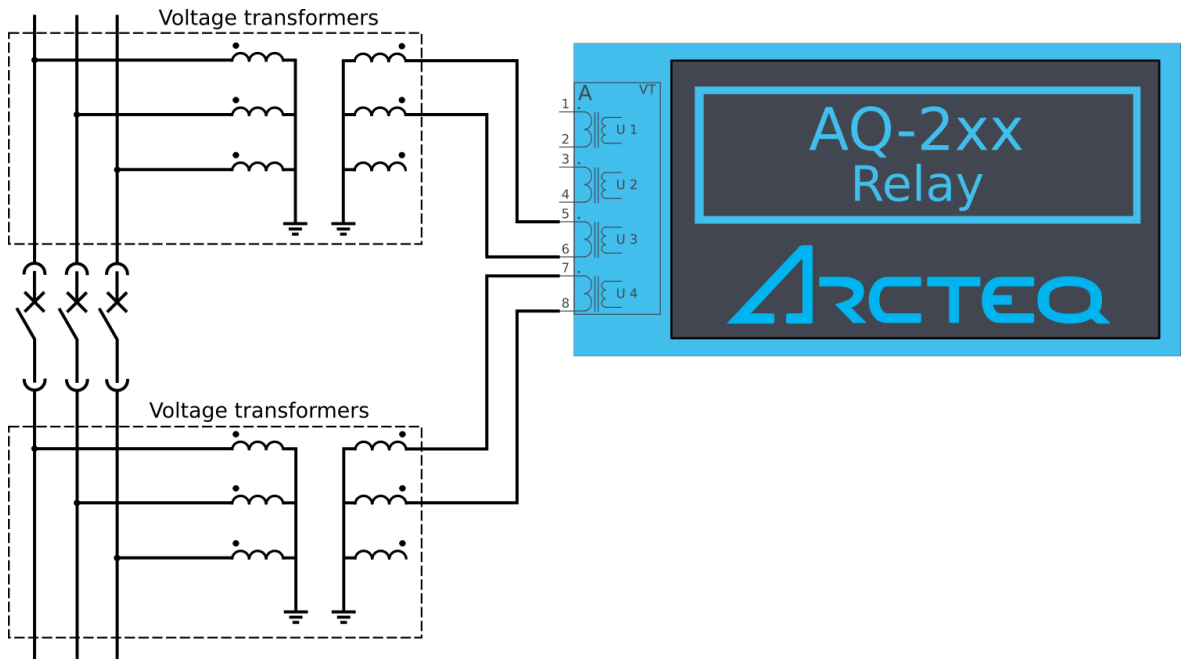 Voltage transformers
A VT
1
U 1
2
3
U 2
4
5
U 3
6
7
U 4
8
AQ-2xx
Relay
ARCTEQ
Voltage transformers